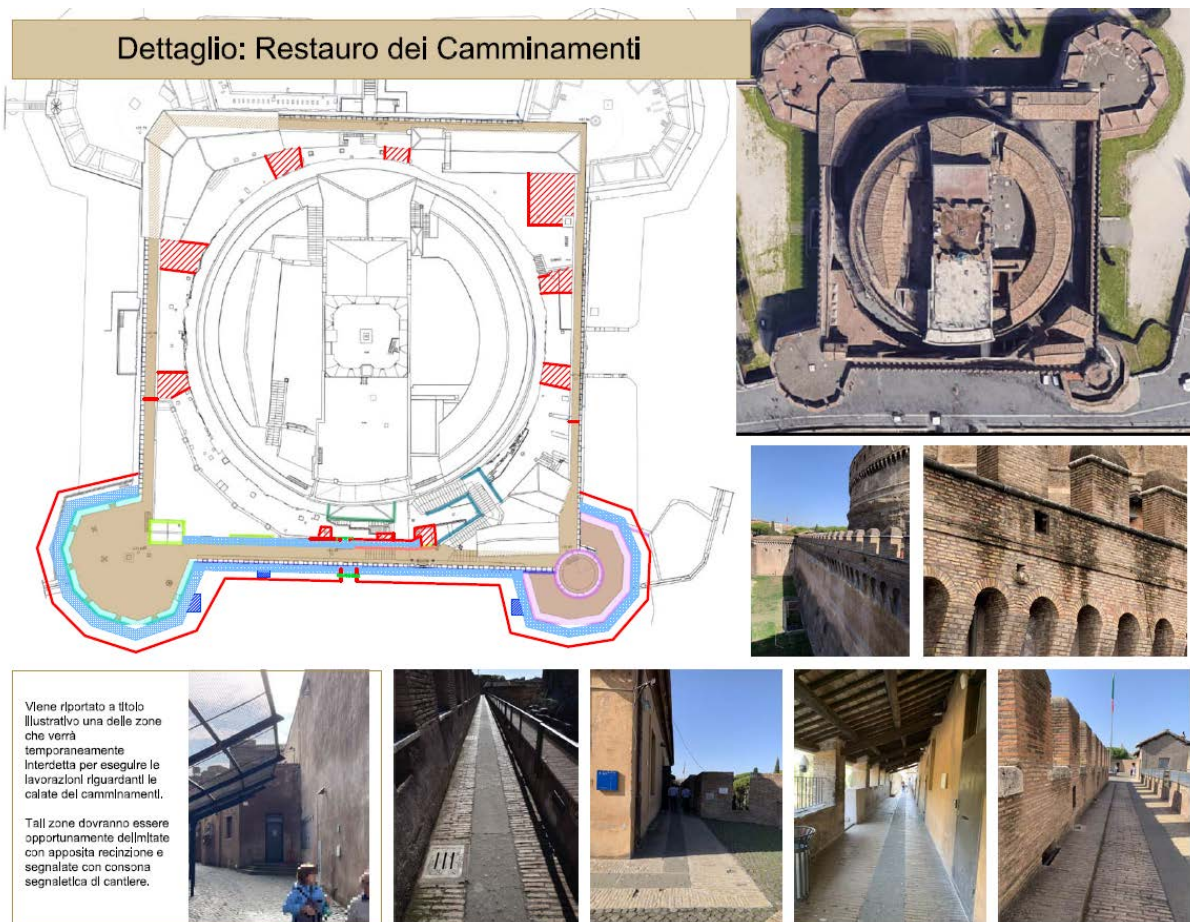 Dettaglio: Restauro dei Camminamenti
Viene riportato a titolo
illustrativo una delle zone
che verrà
temporaneamente
interdetta per eseguire le
lavorazioni riguardanti le
calate dei camminamenti.
Tali zone dovranno essere
opportunamente delimitate
con apposita recinzione e
segnalate con consona
segnaletica di cantiere.